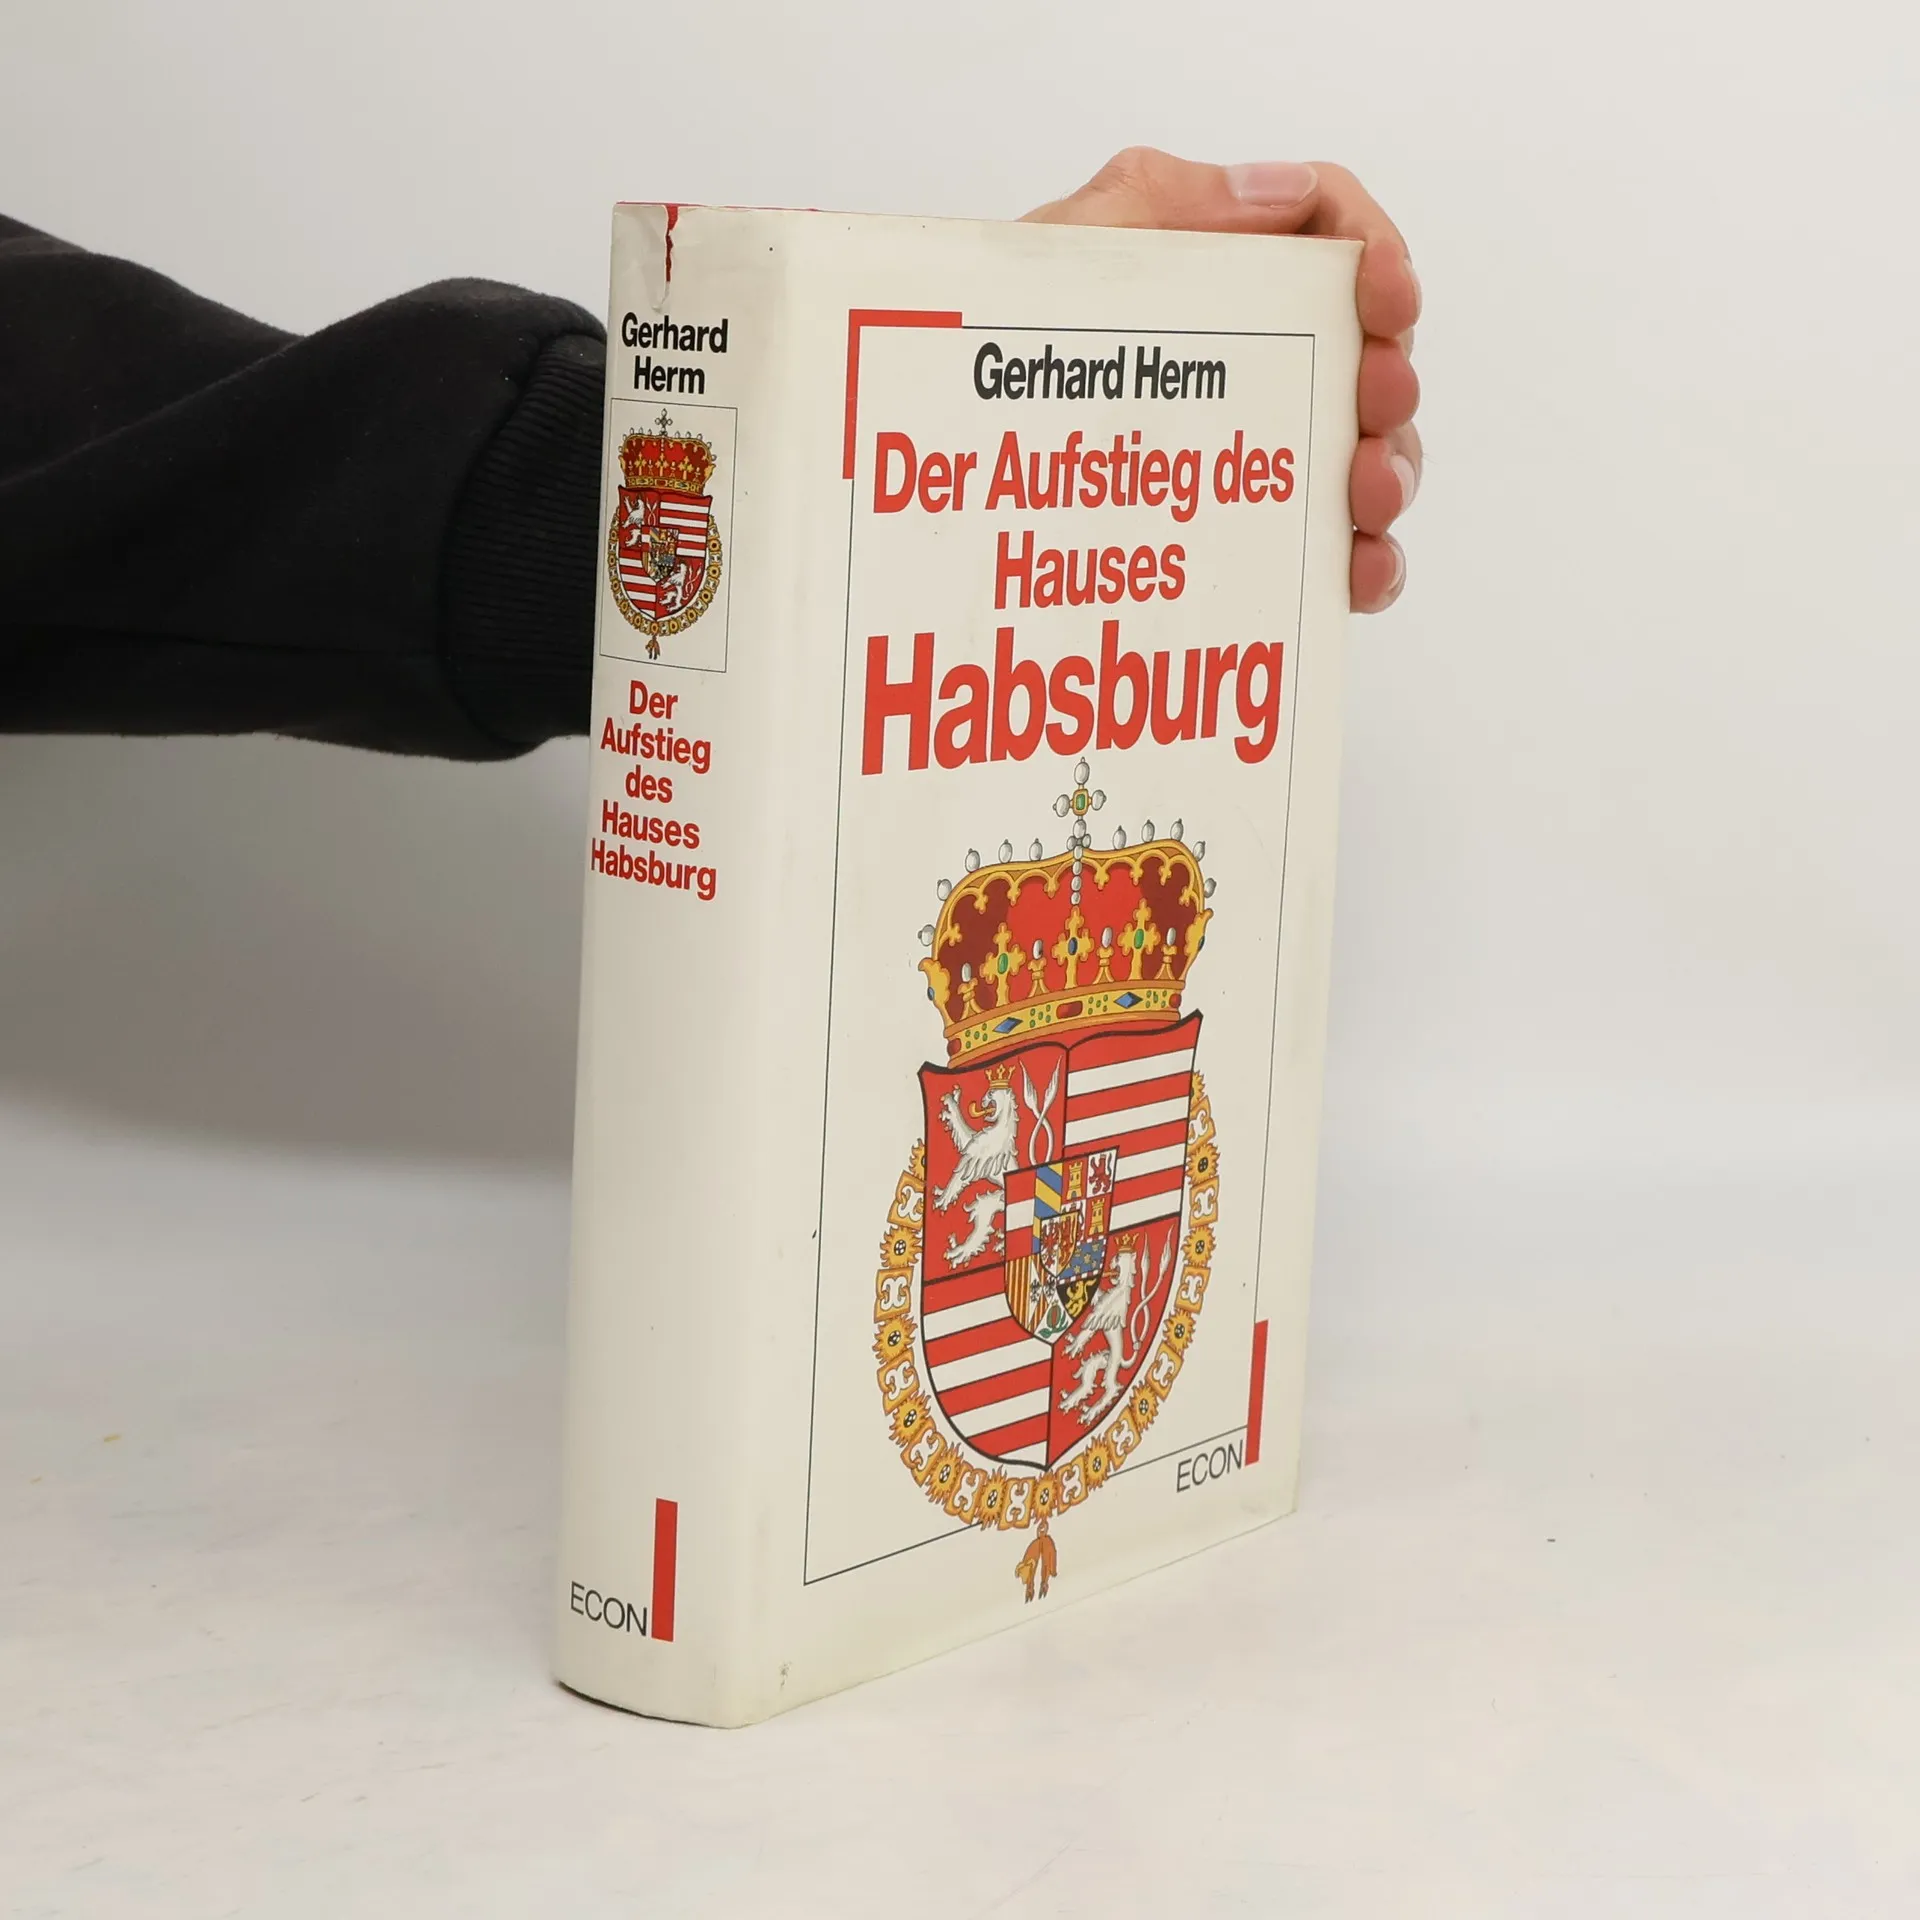 Gerhard
Herm
Der
Aufstieg
des
Hauses
Habsburg
ECON
Gerhard Herm
Der Aufstieg des
Hauses
Habsburg
ECON